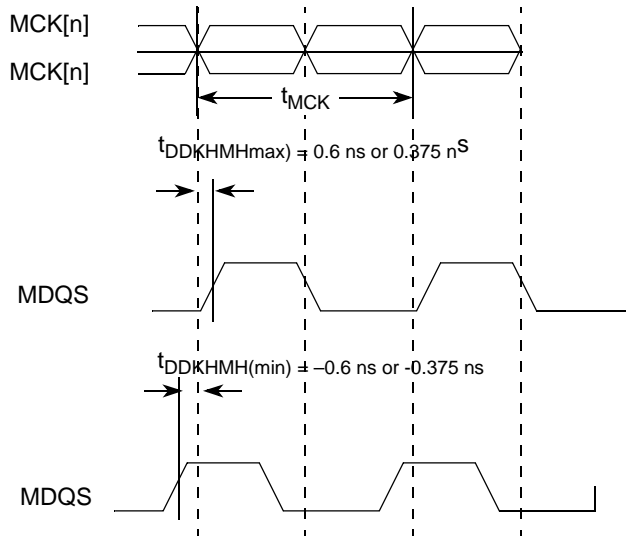 MCK[n]
MCK[n]
tMCK
tDDKHMHmax) = 0.6 ns or 0.375 nS
MDQS
tDDKHMH(min) = –0.6 ns or -0.375 ns
MDQS